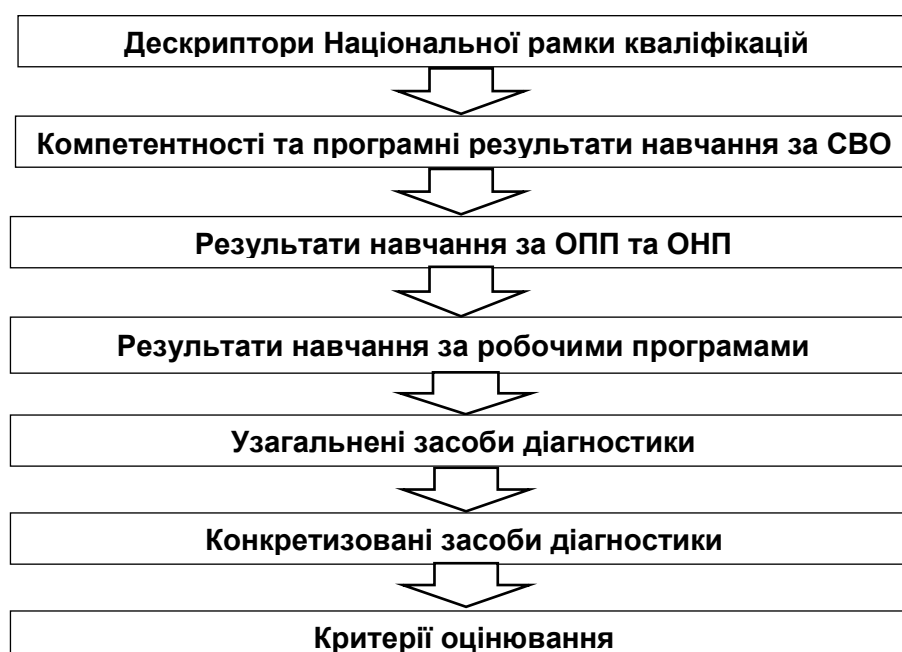 Дескриптори Національної рамки кваліфікацій
Компетентності та програмні результати навчання за СВО
Результати навчання за ОПП та ОНП
Результати навчання за робочими програмами
Узагальнені засоби діагностики
Конкретизовані засоби діагностики
Критерії оцінювання